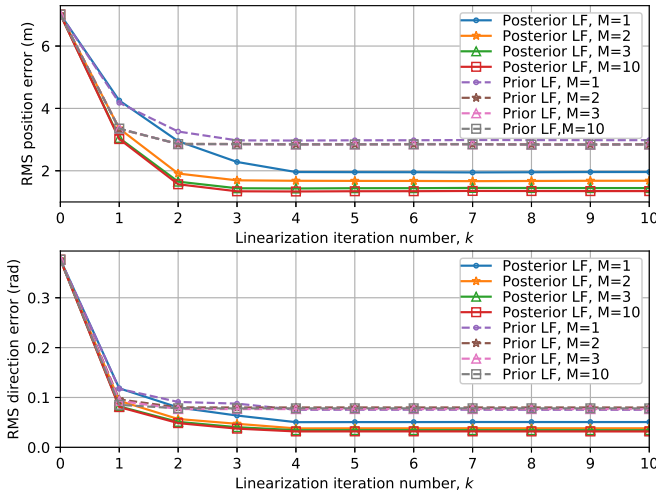 RMS position error (m)
6
4
2
Posterior LF, M=1
Posterior LF, M=2
Posterior LF, M=3
Posterior LF, M=10
Prior LF, M=1
Prior LF, M=2
Prior LF, M=3
Prior LF,M=10
0 1 2 3 4 5 6 7 8 9 10
Linearization iteration number, k
RMS direction error (rad)
0.3
0.2
0.1
0.0
Posterior LF, M=1
Posterior LF, M=2
Posterior LF, M=3
Posterior LF, M=10
Prior LF, M=1
Prior LF, M=2
Prior LF, M=3
Prior LF, M=10
0 1 2 3 4 5 6 7 8 9 10
Linearization iteration number, k